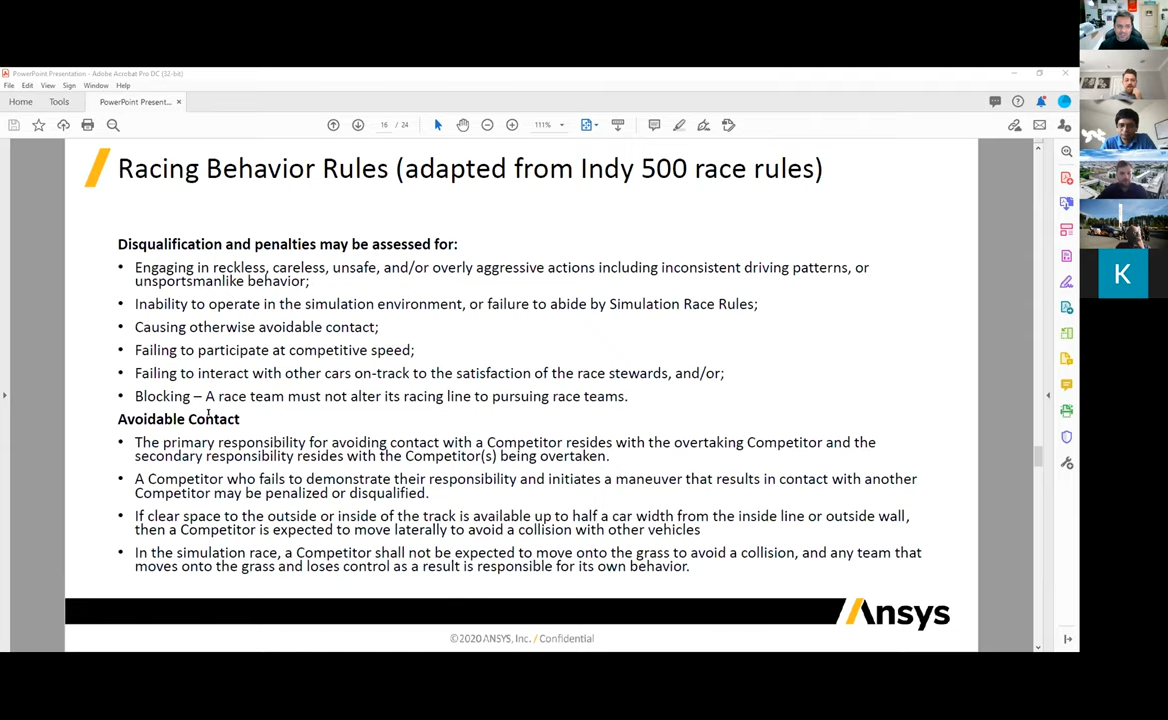 PowerPoint Presentation - Adobe Acrobat Pro DC (32-bit)
File Edit View Sign Window Help
Home Tools PowerPoint Present... ×
16 / 24 111%
Racing Behavior Rules (adapted from Indy 500 race rules)
Disqualification and penalties may be assessed for:
• Engaging in reckless, careless, unsafe, and/or overly aggressive actions including inconsistent driving patterns, or
unsportsmanlike behavior;
• Inability to operate in the simulation environment, or failure to abide by Simulation Race Rules;
• Causing otherwise avoidable contact;
• Failing to participate at competitive speed;
• Failing to interact with other cars on-track to the satisfaction of the race stewards, and/or;
• Blocking – A race team must not alter its racing line to pursuing race teams.
Avoidable Contact
• The primary responsibility for avoiding contact with a Competitor resides with the overtaking Competitor and the
secondary responsibility resides with the Competitor(s) being overtaken.
• A Competitor who fails to demonstrate their responsibility and initiates a maneuver that results in contact with another
Competitor may be penalized or disqualified.
• If clear space to the outside or inside of the track is available up to half a car width from the inside line or outside wall,
then a Competitor is expected to move laterally to avoid a collision with other vehicles
• In the simulation race, a Competitor shall not be expected to move onto the grass to avoid a collision, and any team that
moves onto the grass and loses control as a result is responsible for its own behavior.
Ansys
©2020 ANSYS, Inc. / Confidential
K